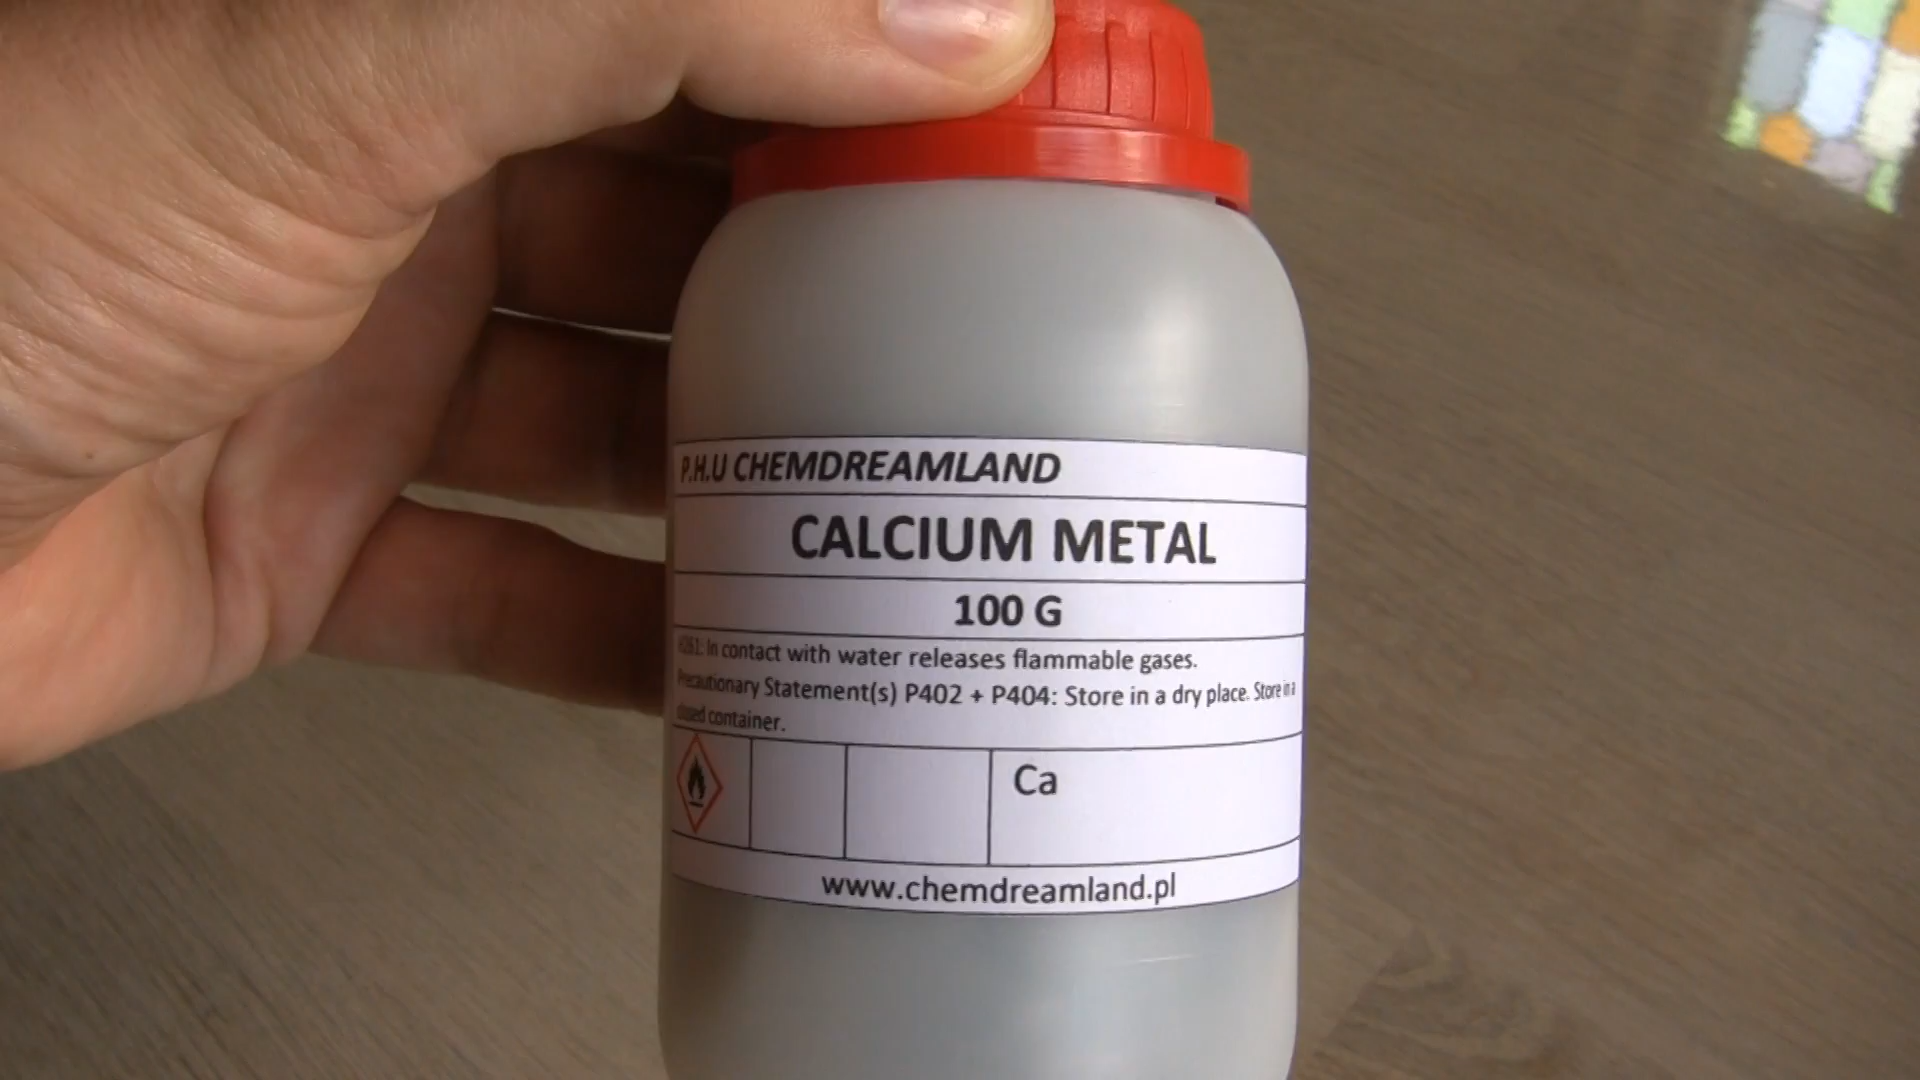 P.H.U CHEMDREAMLAND
CALCIUM METAL
100 G
H261: In contact with water releases flammable gases.
Precautionary Statement(s) P402 + P404: Store in a dry place. Store in a
closed container.
Ca
www.chemdreamland.pl